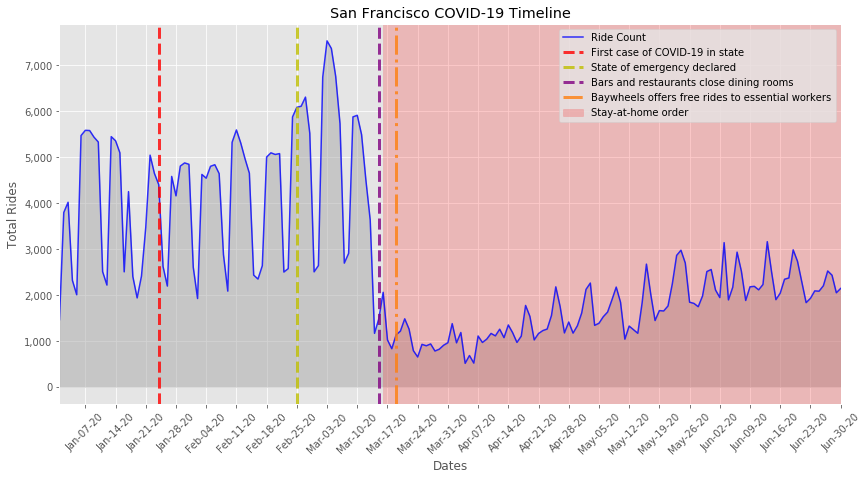 San Francisco COVID-19 Timeline
Ride Count
First case of COVID-19 in state
State of emergency declared
Bars and restaurants close dining rooms
Baywheels offers free rides to essential workers
Stay-at-home order
Total Rides
7,000
6,000
5,000
4,000
3,000
2,000
1,000
0
Jan-07-20
Jan-14-20
Jan-21-20
Jan-28-20
Feb-04-20
Feb-11-20
Feb-18-20
Feb-25-20
Mar-03-20
Mar-10-20
Mar-17-20
Mar-24-20
Mar-31-20
Apr-07-20
Apr-14-20
Apr-21-20
Apr-28-20
May-05-20
May-12-20
May-19-20
May-26-20
Jun-02-20
Jun-09-20
Jun-16-20
Jun-23-20
Jun-30-20
Dates